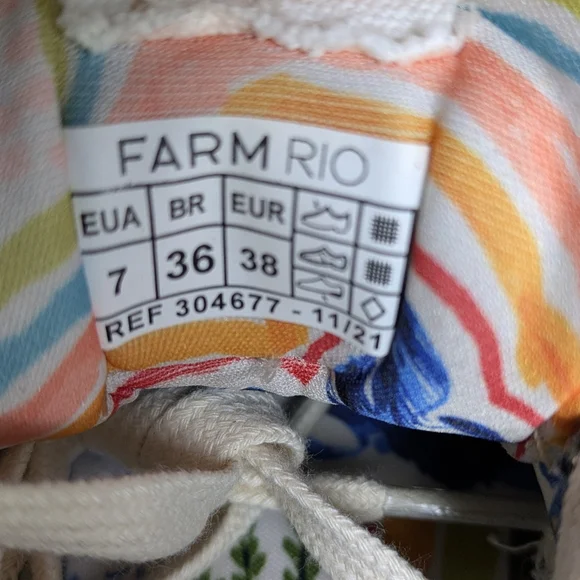 FARM RIO
EUA BR EUR
7 36 38
REF 304677 - 11/21